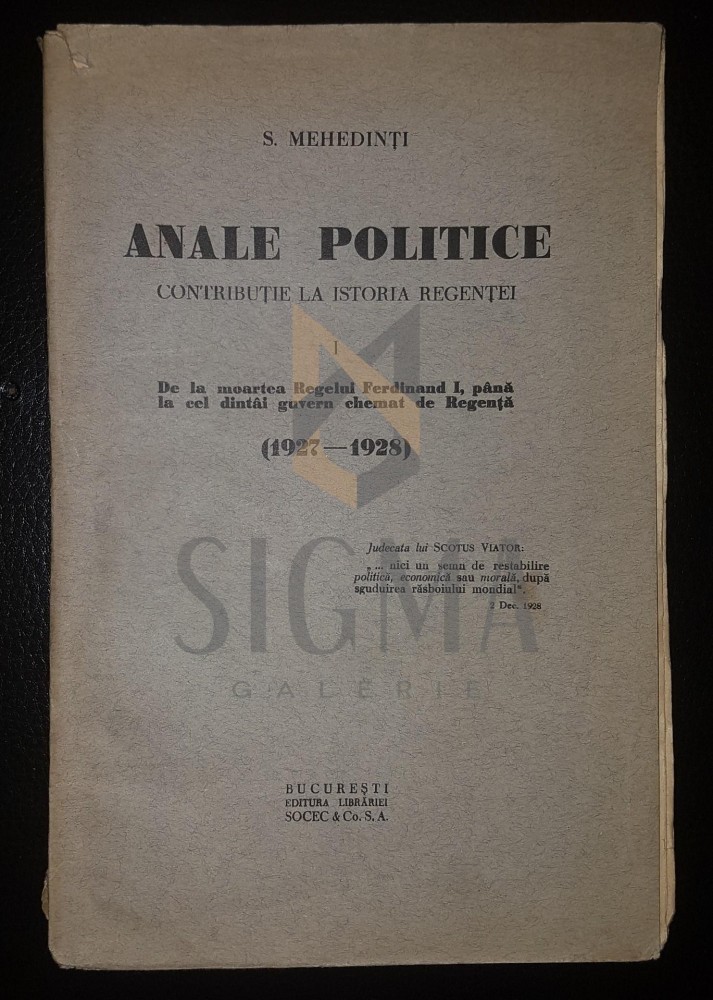 S. MEHEDINȚI
ANALE POLITICE
CONTRIBUȚIE LA ISTORIA REGENȚEI
I
De la moartea Regelui Ferdinand I, până
la cel dintâi guvern chemat de Regență
(1927—1928)
Judecata lui SCOTUS VIATOR:
„... nici un semn de restabilire
politică, economică sau morală, după
sguduirea răsboiului mondial".
2 Dec. 1928
SIGMA
GALERIE
BUCUREȘTI
EDITURA LIBRĂRIEI
SOCEC & Co. S. A.